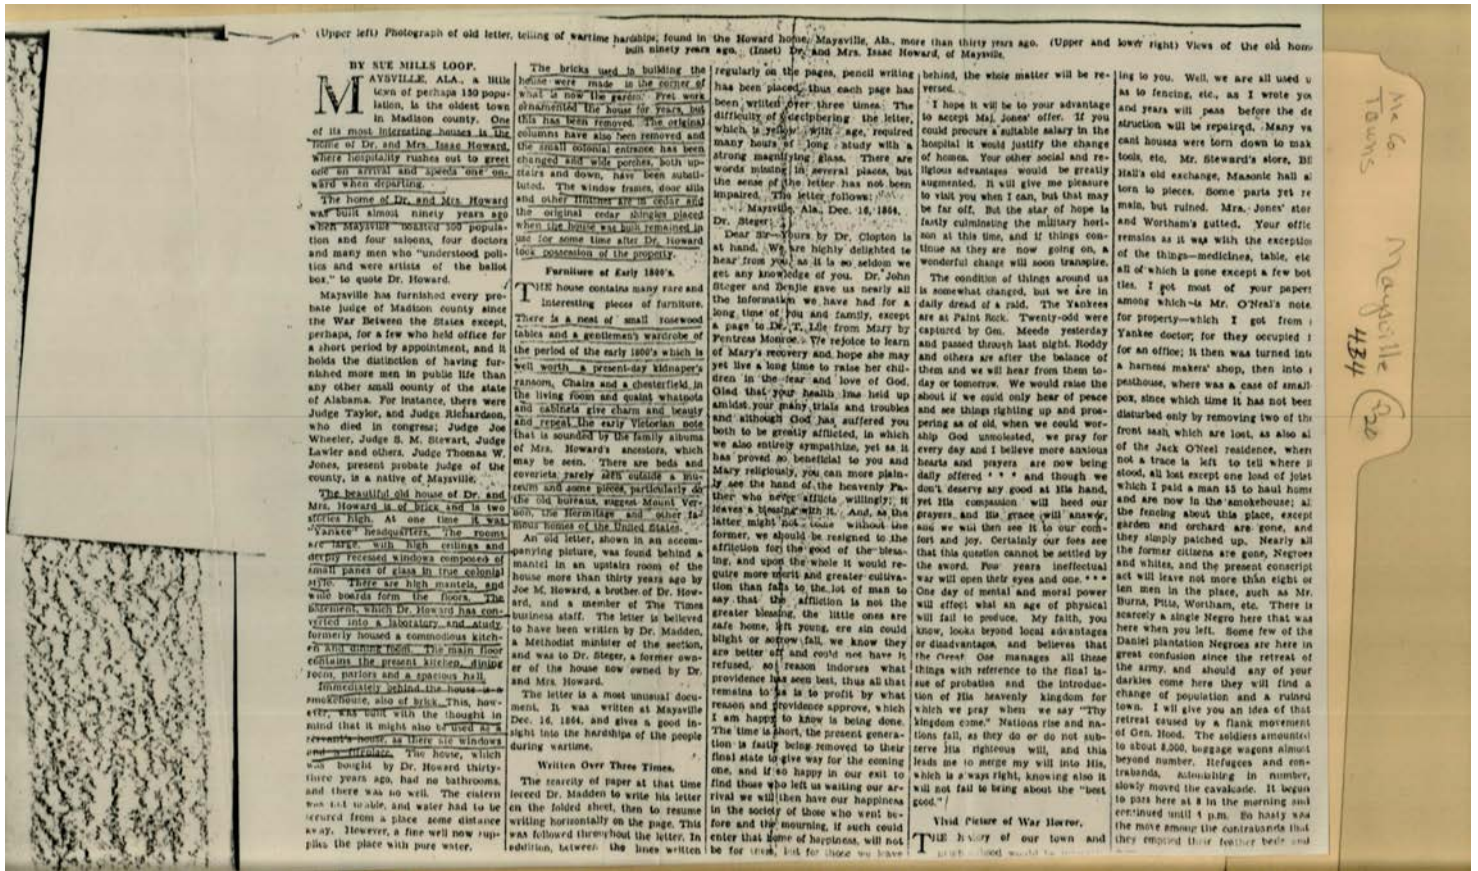 (Upper left) Photograph of old letter, telling of wartime hardships, found in the Howard home, Maysville, Ala., more than thirty years ago. (Upper and lower right) Views of the old home
built ninety years ago. (Inset) Dr. and Mrs. Isaac Howard, of Maysville.
BY SUE MILLS LOOP.
MAYSVILLE, ALA., a little
town of perhaps 150 popu-
lation, is the oldest town
in Madison county. One
of its most interesting houses is the
home of Dr. and Mrs. Isaac Howard,
where hospitality rushes out to greet
one on arrival and speeds one on-
ward when departing.
The home of Dr. and Mrs. Howard
was built almost ninety years ago
when Maysville boasted 500 popula-
tion and four saloons, four doctors
and many men who "understood poli-
tics and were artists of the ballot
box," to quote Dr. Howard.
Maysville has furnished every pro-
bate judge of Madison county since
the War Between the States except,
perhaps, for a few who held office for
a short period by appointment, and it
holds the distinction of having fur-
nished more men in public life than
any other small county of the state
of Alabama. For instance, there were
Judge Taylor, and Judge Richardson,
who died in congress; Judge Joe
Wheeler, Judge S. M. Stewart, Judge
Lawler and others. Judge Thomas W.
Jones, present probate judge of the
county, is a native of Maysville.
The beautiful old house of Dr. and
Mrs. Howard is of brick and is two
stories high. At one time it was
"Yankee" headquarters. The rooms
are large, with high ceilings and
deeply recessed windows composed of
small panes of glass in true colonial
style. There are high mantels, and
wide boards form the floors. The
basement, which Dr. Howard has con-
verted into a laboratory and study,
formerly housed a commodious kitch-
en and dining room. The main floor
contains the present kitchen, dining
room, parlors and a spacious hall.
Immediately behind the house is a
smokehouse, also of brick. This, how-
ever, was built with the thought in
mind that it might also be used as a
servant's house, as there are windows
and a fireplace. The house, which
was bought by Dr. Howard thirty-
three years ago, had no bathrooms,
and there was no well. The cistern
was not usable, and water had to be
secured from a place some distance
away. However, a fine well now sup-
plies the place with pure water.
The bricks used in building the
house were made in the corner of
what is now the garden. Fret work
ornamented the house for years, but
this has been removed. The original
columns have also been removed and
the small colonial entrance has been
changed and wide porches, both up-
stairs and down, have been substi-
tuted. The window frames, door sills
and other fixtures are in cedar and
the original cedar shingles placed
when the house was built remained in
use for some time after Dr. Howard
took possession of the property.
Furniture of Early 1800's.
THE house contains many rare and
interesting pieces of furniture.
There is a nest of small rosewood
tables and a gentlemen's wardrobe of
the period of the early 1800's which is
well worth a present-day kidnaper's
ransom. Chairs and a chesterfield in
the living room and quaint whatnots
and cabinets give charm and beauty
and repeat the early Victorian note
that is sounded by the family albums
of Mrs. Howard's ancestors, which
may be seen. There are beds and
coverlets rarely seen outside a mu-
seum and some pieces, particularly do
the old bureaus, suggest Mount Ver-
non, the Hermitage and other fa-
mous homes of the United States.
An old letter, shown in an accom-
panying picture, was found behind a
mantel in an upstairs room of the
house more than thirty years ago by
Joe M. Howard, a brother of Dr. How-
ard, and a member of The Times
business staff. The letter is believed
to have been written by Dr. Madden,
a Methodist minister of the section,
and was to Dr. Steger, a former own-
er of the house now owned by Dr.
and Mrs. Howard.
The letter is a most unusual docu-
ment. It was written at Maysville
Dec. 16, 1864, and gives a good in-
sight into the hardships of the people
during wartime.
Written Over Three Times.
The scarcity of paper at that time
forced Dr. Madden to write his letter
on the folded sheet, then to resume
writing horizontally on the page. This
was followed throughout the letter. In
addition, between the lines written
regularly on the pages, pencil writing
has been placed, thus each page has
been writted over three times. The
difficulty of deciphering the letter,
which is yellow with age, required
many hours of long study with a
strong magnifying glass. There are
words missing in several places, but
the sense of the letter has not been
impaired. The letter follows:
Maysville, Ala., Dec. 16, 1864.
Dr. Steger:
Dear Sir—Yours by Dr. Clopton is
at hand. We are highly delighted to
hear from you as it is so seldom we
get any knowledge of you. Dr. John
Steger and Benjie gave us nearly all
the information we have had for a
long time of you and family, except
a page to Dr. T. Lile from Mary by
Fentress Monroe. We rejoice to learn
of Mary's recovery and hope she may
yet live a long time to raise her chil-
dren in the fear and love of God.
Glad that your health has held up
amidst your many trials and troubles
and although God has suffered you
both to be greatly afflicted, in which
we also entirely sympathize, yet as it
has proved so beneficial to you and
Mary religiously, you can more plain-
ly see the hand of the heavenly Fa-
ther who never afflicts willingly; it
leaves a blessing with it. And, as the
latter might not come without the
former, we should be resigned to the
affliction for the good of the bless-
ing, and upon the whole it would re-
quire more merit and greater cultiva-
tion than falls to the lot of man to
say that the affliction is not the
greater blessing, the little ones are
safe home, left young, ere sin could
blight or sorrow fall, we know they
are better off and could not have it
refused, so reason indorses what
providence has seen best, thus all that
remains to us is to profit by what
reason and providence approve, which
I am happy to know is being done.
The time is short, the present genera-
tion is fastly being removed to their
final state to give way for the coming
one, and if so happy in our exit to
find those who left us waiting our ar-
rival we will then have our happiness
in the society of those who went be-
fore and the mourning, if such could
enter that home of happiness, will not
be for them, but for those we leave
behind, the whole matter will be re-
versed.
I hope it will be to your advantage
to accept Maj. Jones' offer. If you
could procure a suitable salary in the
hospital it would justify the change
of homes. Your other social and re-
ligious advantages would be greatly
augmented. It will give me pleasure
to visit you when I can, but that may
be far off. But the star of hope is
fastly culminating the military hori-
son at this time, and if things con-
tinue as they are now going on, a
wonderful change will soon transpire.
The condition of things around us
is somewhat changed, but we are in
daily dread of a raid. The Yankees
are at Paint Rock. Twenty-odd were
captured by Gen. Meede yesterday
and passed through last night. Roddy
and others are after the balance of
them and we will hear from them to-
day or tomorrow. We would raise the
shout if we could only hear of peace
and see things righting up and pros-
pering as of old, when we could wor-
ship God unmolested, we pray for
every day and I believe more anxious
hearts and prayers are now being
daily offered * * * and though we
don't deserve any good at His hand,
yet His compassion will heed our
prayers and His grace will answer,
and we will then see it to our com-
fort and joy. Certainly our foes see
that this question cannot be settled by
the sword. Four years ineffectual
war will open their eyes and one. * * *
One day of mental and moral power
will effect what an age of physical
will fail to produce. My faith, you
know, looks beyond local advantages
or disadvantages, and believes that
the Great One manages all these
things with reference to the final is-
sue of probation and the introduc-
tion of His heavenly kingdom for
which we pray when we say "Thy
kingdom come." Nations rise and na-
tions fall, as they do or do not sub-
serve His righteous will, and this
leads me to merge my will into His,
which is always right, knowing also it
will not fail to bring about the "best
good."
Vivid Picture of War Horror.
THE history of our town and
ing to you. Well, we are all used u
as to fencing, etc., as I wrote you
and years will pass before the de
struction will be repaired. Many va
cant houses were torn down to mak
tools, etc. Mr. Steward's store, Bi
Hall's old exchange, Masonic hall al
torn to pieces. Some parts yet re
main, but ruined. Mrs. Jones' stor
and Wortham's gutted. Your offic
remains as it was with the exception
of the things—medicines, table, etc
all of which is gone except a few bot
tles. I got most of your papers
among which is Mr. O'Neal's note
for property—which I got from a
Yankee doctor; for they occupied i
for an office; it then was turned into
a harness makers' shop, then into a
pesthouse, where was a case of small-
pox, since which time it has not been
disturbed only by removing two of the
front sash, which are lost, as also al
of the Jack O'Neel residence, where
not a trace is left to tell where it
stood, all lost except one load of joist
which I paid a man $5 to haul home
and are now in the smokehouse; all
the fencing about this place, except
garden and orchard are gone, and
they simply patched up. Nearly all
the former citizens are gone, Negroes
and whites, and the present conscript
act will leave not more than eight or
ten men in the place, such as Mr.
Burns, Pitts, Wortham, etc. There is
scarcely a single Negro here that was
here when you left. Some few of the
Daniel plantation Negroes are here in
great confusion since the retreat of
the army, and should any of your
darkies come here they will find a
change of population and a ruined
town. I will give you an idea of that
retreat caused by a flank movement
of Gen. Hood. The soldiers amounted
to about 8,000, baggage wagons almost
beyond number. Refugees and con-
trabands, astonishing in number,
slowly moved the cavalcade. It began
to pass here at 8 in the morning and
continued until 1 p.m. So hasty was
the move among the contrabands that
they emptied their feather beds and
Ma Co.
Towns
Maysville
434
(20)